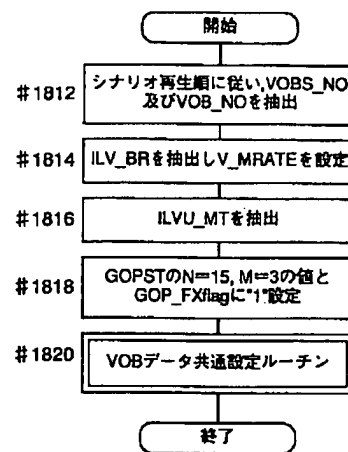 開始
#1812
シナリオ再生順に従い,VOBS_NO
及びVOB_NOを抽出
#1814
ILV_BRを抽出しV_MRATEを設定
#1816
ILVU_MTを抽出
#1818
GOPSTのN=15, M=3の値と
GOP_FXflagに"1"設定
#1820
VOBデータ共通設定ルーチン
終了